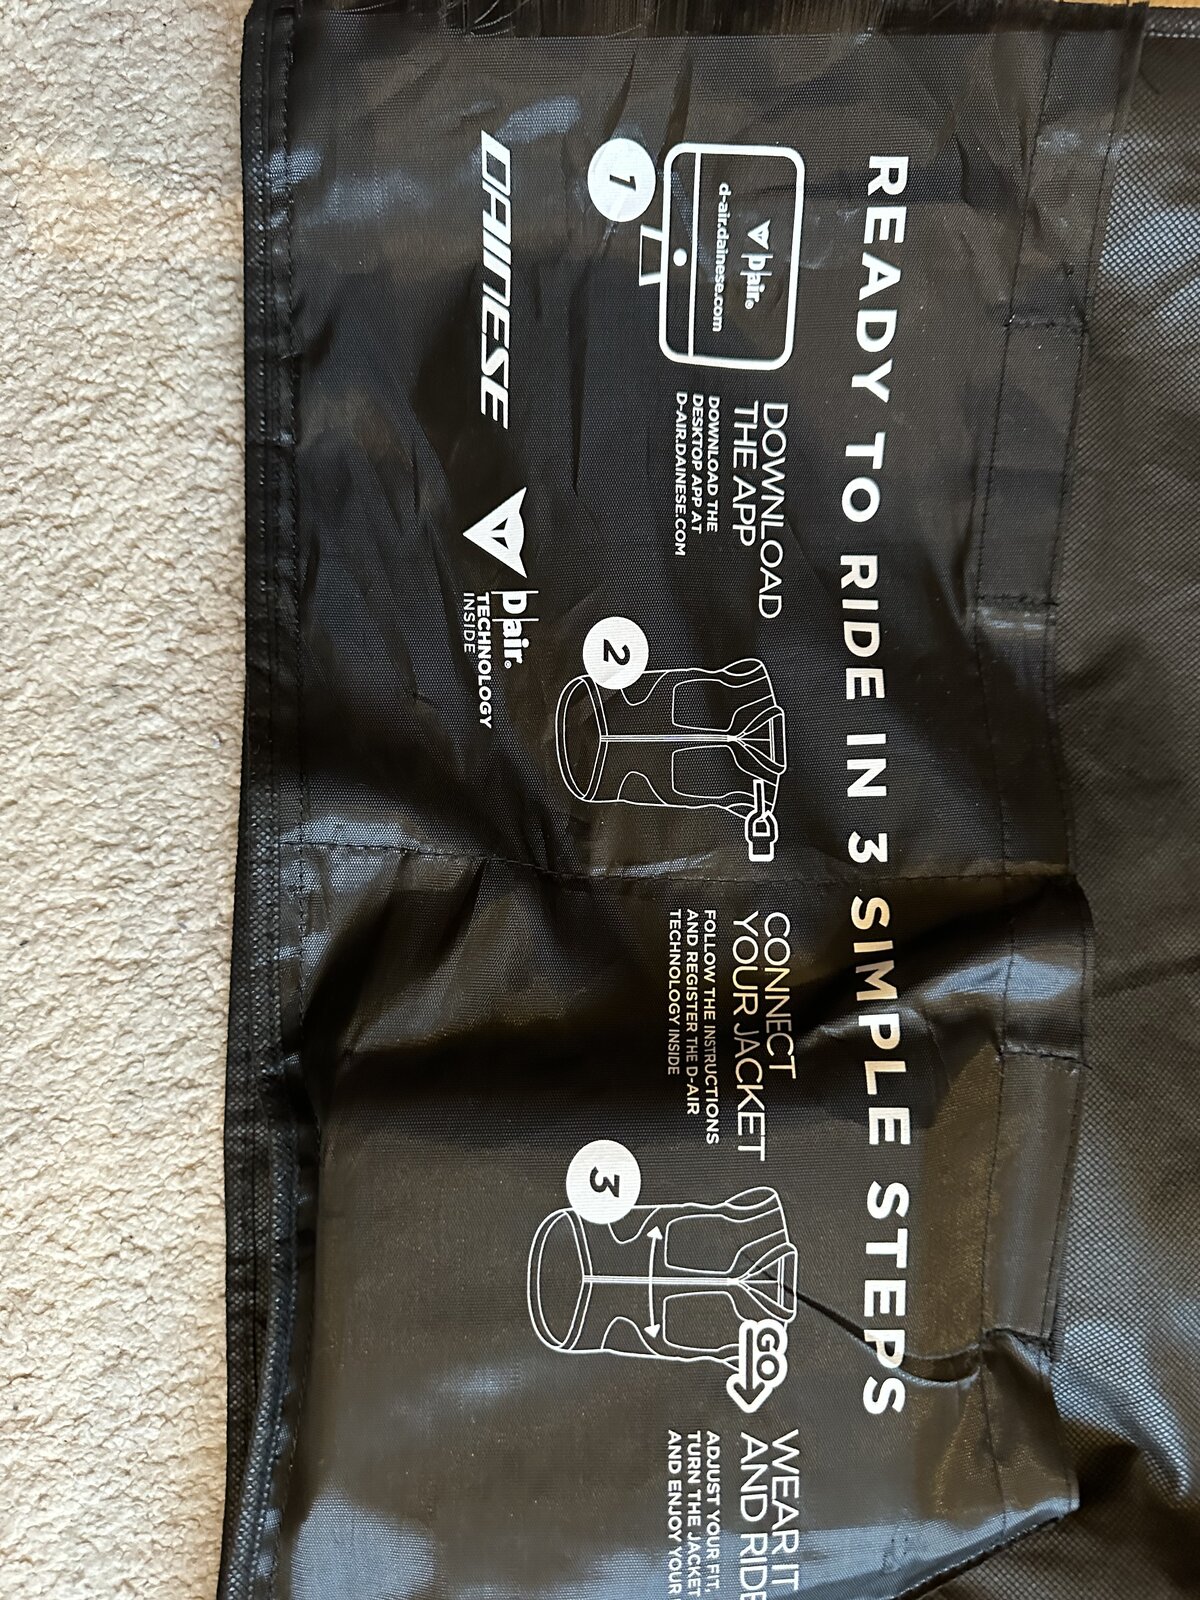 READY TO RIDE IN 3 SIMPLE STEPS
D|air®
d-air.dainese.com
1
DOWNLOAD
THE APP
DOWNLOAD THE
DESKTOP APP AT
D-AIR.DAINESE.COM
2
CONNECT
YOUR JACKET
FOLLOW THE INSTRUCTIONS
AND REGISTER THE D-AIR
TECHNOLOGY INSIDE
3
GO
WEAR IT
AND RIDE
ADJUST YOUR FIT,
TURN THE JACKET
AND ENJOY YOUR
DAINESE
D|air®
TECHNOLOGY
INSIDE